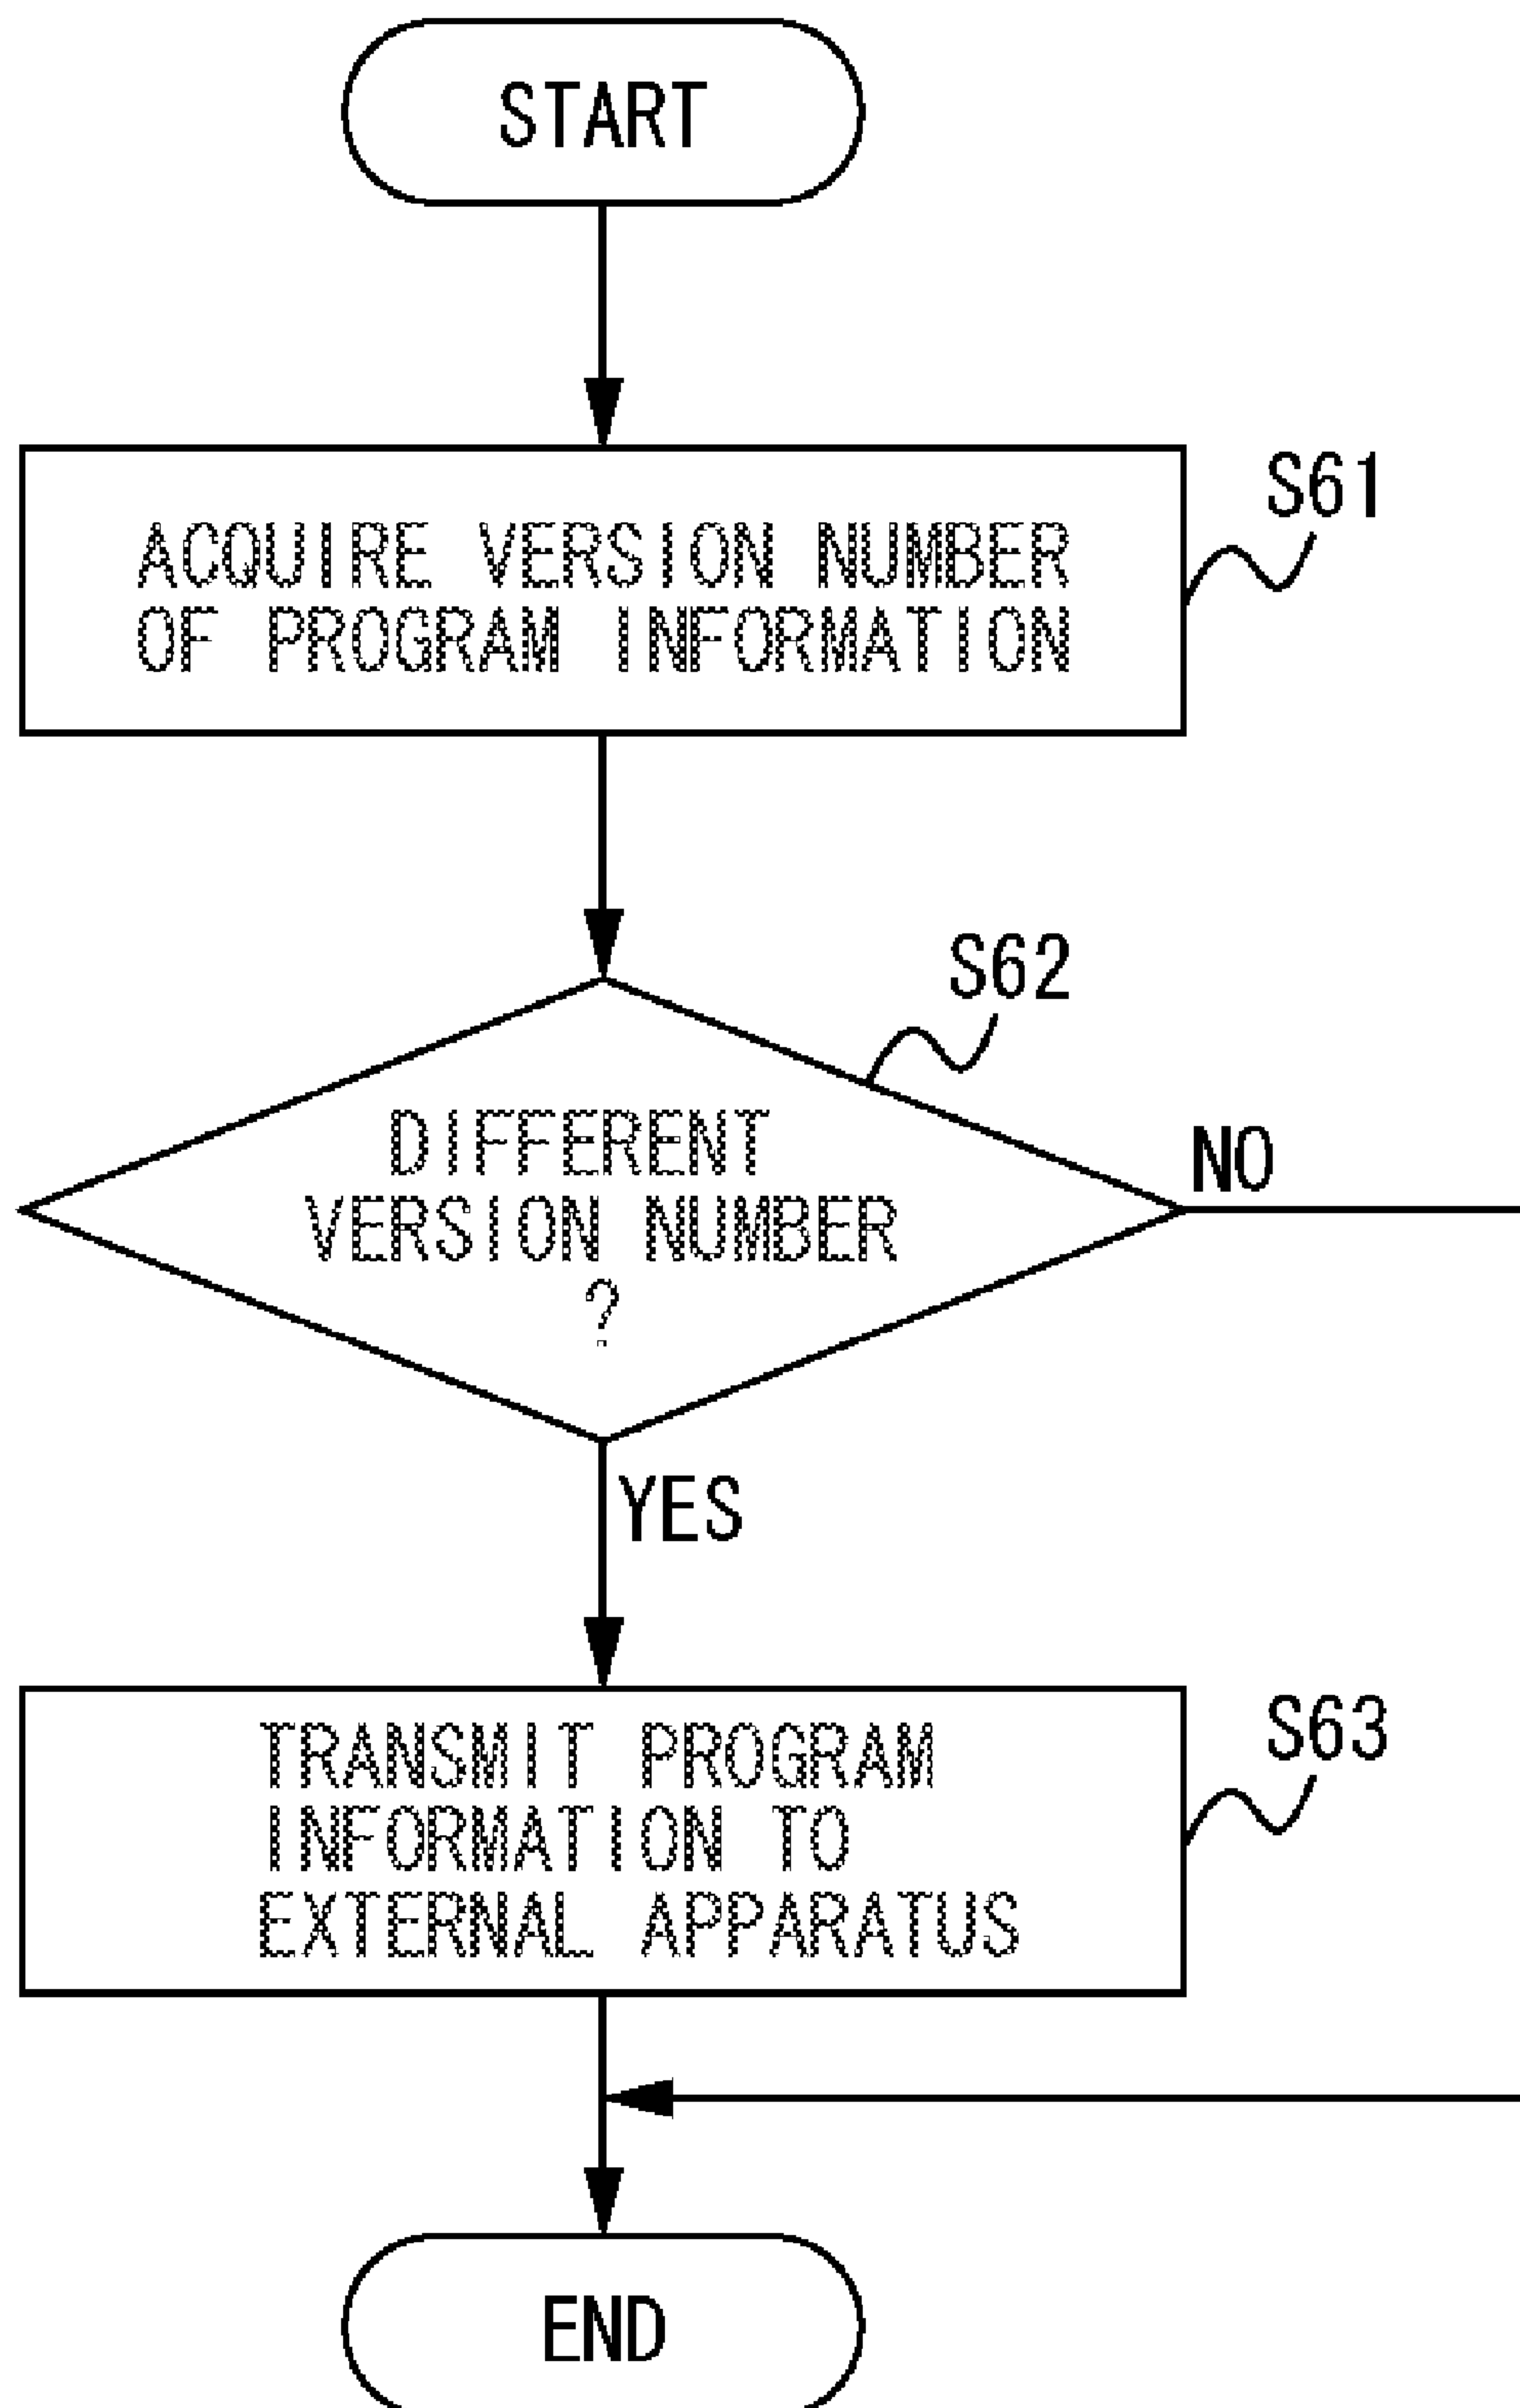 START
S61
ACQUIRE VERSION NUMBER
OF PROGRAM INFORMATION
S62
DIFFERENT
VERSION NUMBER
?
NO
YES
S63
TRANSMIT PROGRAM
INFORMATION TO
EXTERNAL APPARATUS
END